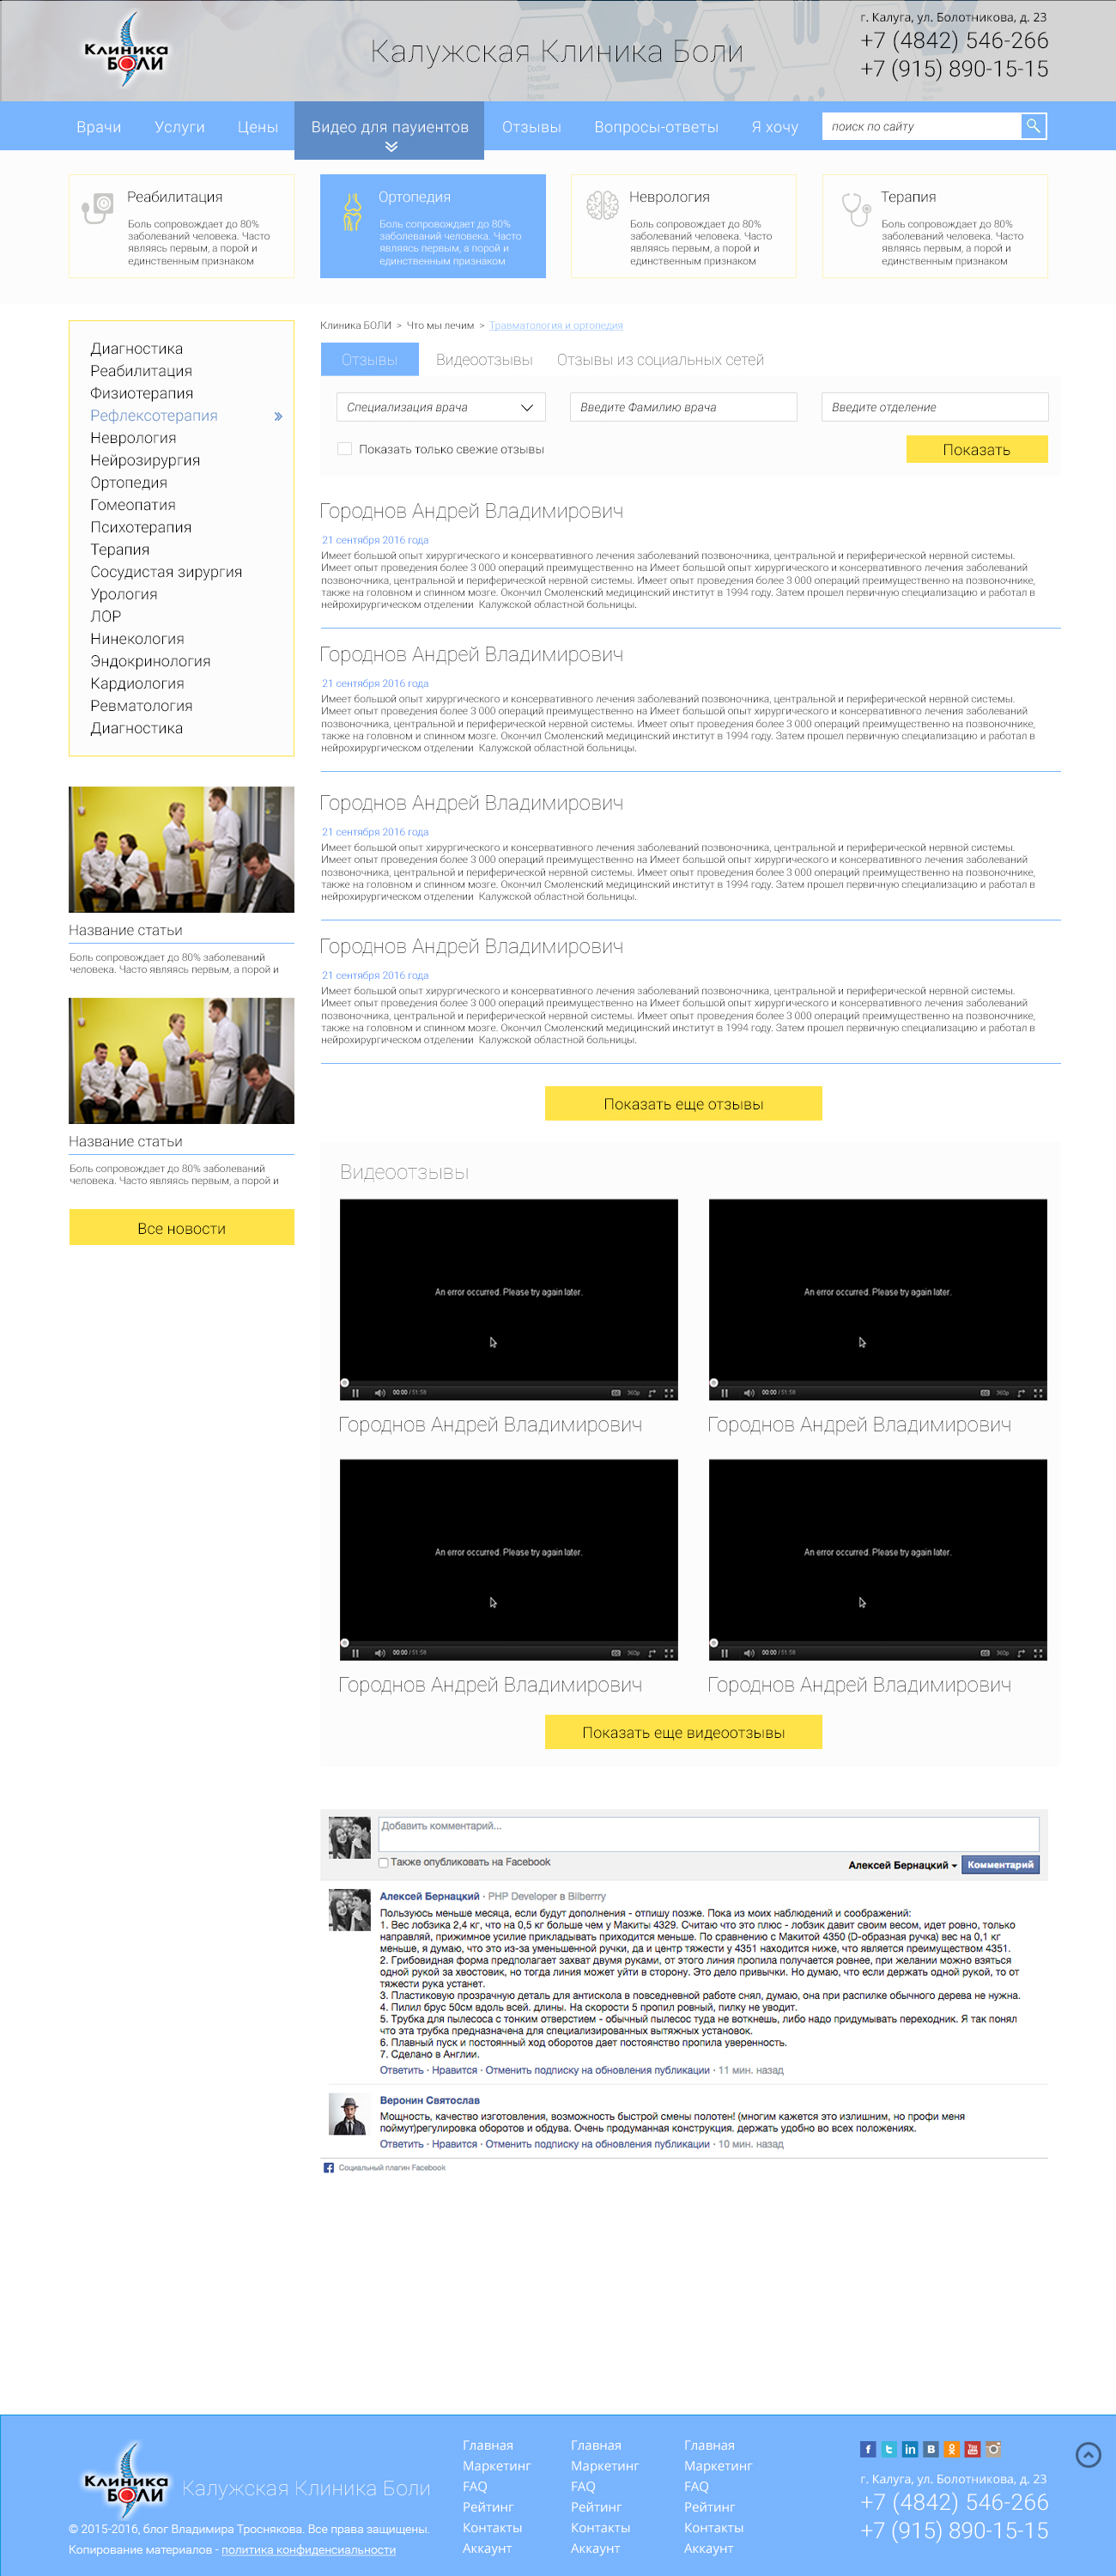 Клиника
БОЛИ
Калужская Клиника Боли
г. Калуга, ул. Болотникова, д. 23
+7 (4842) 546-266
+7 (915) 890-15-15
Врачи Услуги Цены Видео для пауиентов Отзывы Вопросы-ответы Я хочу поиск по сайту
Реабилитация
Боль сопровождает до 80%
заболеваний человека. Часто
являясь первым, а порой и
единственным признаком
Ортопедия
Боль сопровождает до 80%
заболеваний человека. Часто
являясь первым, а порой и
единственным признаком
Неврология
Боль сопровождает до 80%
заболеваний человека. Часто
являясь первым, а порой и
единственным признаком
Терапия
Боль сопровождает до 80%
заболеваний человека. Часто
являясь первым, а порой и
единственным признаком
Диагностика
Реабилитация
Физиотерапия
Рефлексотерапия
Неврология
Нейрозирургия
Ортопедия
Гомеопатия
Психотерапия
Терапия
Сосудистая зирургия
Урология
ЛОР
Нинекология
Эндокринология
Кардиология
Ревматология
Диагностика
Название статьи
Боль сопровождает до 80% заболеваний
человека. Часто являясь первым, а порой и
Название статьи
Боль сопровождает до 80% заболеваний
человека. Часто являясь первым, а порой и
Все новости
Клиника БОЛИ > Что мы лечим > Травматология и ортопедия
Отзывы Видеоотзывы Отзывы из социальных сетей
Специализация врача Введите Фамилию врача Введите отделение
Показать только свежие отзывы Показать
Городнов Андрей Владимирович
21 сентября 2016 года
Имеет большой опыт хирургического и консервативного лечения заболеваний позвоночника, центральной и периферической нервной системы.
Имеет опыт проведения более 3 000 операций преимущественно на Имеет большой опыт хирургического и консервативного лечения заболеваний
позвоночника, центральной и периферической нервной системы. Имеет опыт проведения более 3 000 операций преимущественно на позвоночнике,
также на головном и спинном мозге. Окончил Смоленский медицинский институт в 1994 году. Затем прошел первичную специализацию и работал в
нейрохирургическом отделении Калужской областной больницы.
Городнов Андрей Владимирович
21 сентября 2016 года
Имеет большой опыт хирургического и консервативного лечения заболеваний позвоночника, центральной и периферической нервной системы.
Имеет опыт проведения более 3 000 операций преимущественно на Имеет большой опыт хирургического и консервативного лечения заболеваний
позвоночника, центральной и периферической нервной системы. Имеет опыт проведения более 3 000 операций преимущественно на позвоночнике,
также на головном и спинном мозге. Окончил Смоленский медицинский институт в 1994 году. Затем прошел первичную специализацию и работал в
нейрохирургическом отделении Калужской областной больницы.
Городнов Андрей Владимирович
21 сентября 2016 года
Имеет большой опыт хирургического и консервативного лечения заболеваний позвоночника, центральной и периферической нервной системы.
Имеет опыт проведения более 3 000 операций преимущественно на Имеет большой опыт хирургического и консервативного лечения заболеваний
позвоночника, центральной и периферической нервной системы. Имеет опыт проведения более 3 000 операций преимущественно на позвоночнике,
также на головном и спинном мозге. Окончил Смоленский медицинский институт в 1994 году. Затем прошел первичную специализацию и работал в
нейрохирургическом отделении Калужской областной больницы.
Городнов Андрей Владимирович
21 сентября 2016 года
Имеет большой опыт хирургического и консервативного лечения заболеваний позвоночника, центральной и периферической нервной системы.
Имеет опыт проведения более 3 000 операций преимущественно на Имеет большой опыт хирургического и консервативного лечения заболеваний
позвоночника, центральной и периферической нервной системы. Имеет опыт проведения более 3 000 операций преимущественно на позвоночнике,
также на головном и спинном мозге. Окончил Смоленский медицинский институт в 1994 году. Затем прошел первичную специализацию и работал в
нейрохирургическом отделении Калужской областной больницы.
Показать еще отзывы
Видеоотзывы
An error occurred. Please try again later. An error occurred. Please try again later.
00:00 / 51:58 360p 00:00 / 51:58 360p
Городнов Андрей Владимирович Городнов Андрей Владимирович
An error occurred. Please try again later. An error occurred. Please try again later.
00:00 / 51:58 360p 00:00 / 51:58 360p
Городнов Андрей Владимирович Городнов Андрей Владимирович
Показать еще видеоотзывы
Добавить комментарий...
Также опубликовать на Facebook Алексей Бернацкий Комментарий
Алексей Бернацкий · PHP Developer в Bilberrry
Пользуюсь меньше месяца, если будут дополнения - отпишу позже. Пока из моих наблюдений и соображений:
1. Вес лобзика 2,4 кг, что на 0,5 кг больше чем у Макиты 4329. Считаю что это плюс - лобзик давит своим весом, идет ровно, только
направляй, прижимное усилие прикладывать приходится меньше. По сравнению с Макитой 4350 (D-образная ручка) вес на 0,1 кг
меньше, я думаю, что это из-за уменьшенной ручки, да и центр тяжести у 4351 находится ниже, что является преимуществом 4351.
2. Грибовидная форма предполагает захват двумя руками, от этого линия пропила получается ровнее, при желании можно взяться
одной рукой за хвостовик, но тогда линия может уйти в сторону. Это дело привычки. Но думаю, что если держать одной рукой, то от
тяжести рука устанет.
3. Пластиковую прозрачную деталь для антискола в повседневной работе снял, думаю, она при распилке обычного дерева не нужна.
4. Пилил брус 50см вдоль всей. длины. На скорости 5 пропил ровный, пилку не уводит.
5. Трубка для пылесоса с тонким отверстием - обычный пылесос туда не воткнешь, либо надо придумывать переходник. Я так понял
что эта трубка предназначена для специализированных вытяжных установок.
6. Плавный пуск и постоянный ход оборотов дает постоянство пропила уверенность.
7. Сделано в Англии.
Ответить · Нравится · Отменить подписку на обновления публикации · 11 мин. назад
Веронин Святослав
Мощность, качество изготовления, возможность быстрой смены полотен! (многим кажется это излишним, но профи меня
поймут)регулировка оборотов и обдува. Очень продуманная конструкция. держать удобно во всех положениях.
Ответить · Нравится · Отменить подписку на обновления публикации · 10 мин. назад
Социальный плагин Facebook
Клиника
БОЛИ
Калужская Клиника Боли
© 2015-2016, блог Владимира Троснякова. Все права защищены.
Копирование материалов - политика конфиденсиальности
Главная
Маркетинг
FAQ
Рейтинг
Контакты
Аккаунт
Главная
Маркетинг
FAQ
Рейтинг
Контакты
Аккаунт
Главная
Маркетинг
FAQ
Рейтинг
Контакты
Аккаунт
г. Калуга, ул. Болотникова, д. 23
+7 (4842) 546-266
+7 (915) 890-15-15